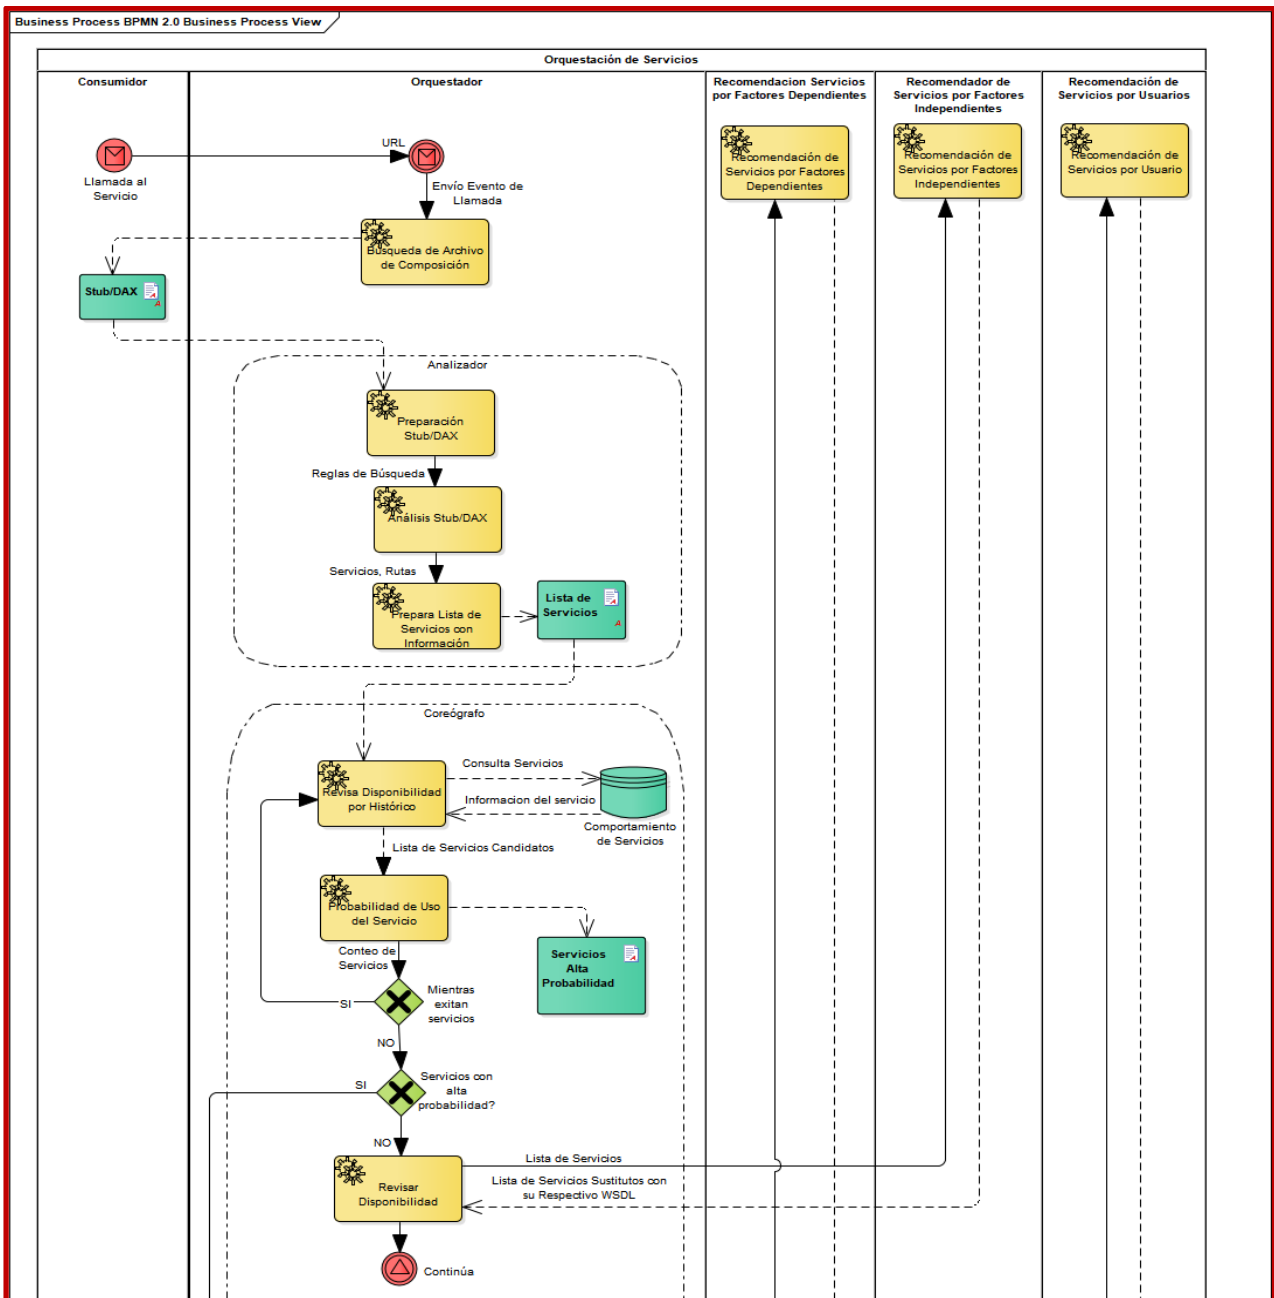 Business Process BPMN 2.0 Business Process View
Orquestación de Servicios
Consumidor
Orquestador
Recomendacion Servicios
por Factores Dependientes
Recomendador de
Servicios por Factores
Independientes
Recomendación de
Servicios por Usuarios
Llamada al
Servicio
URL
Envío Evento de
Llamada
Recomendación de
Servicios por Factores
Dependientes
Recomendación de
Servicios por Factores
Independientes
Recomendación de
Servicios por Usuario
Búsqueda de Archivo
de Composición
Stub/DAX
Analizador
Preparación
Stub/DAX
Reglas de Búsqueda
Análisis Stub/DAX
Servicios, Rutas
Prepara Lista de
Servicios con
Información
Lista de
Servicios
Coreógrafo
Revisa Disponibilidad
por Histórico
Consulta Servicios
Informacion del servicio
Comportamiento
de Servicios
Lista de Servicios Candidatos
Probabilidad de Uso
del Servicio
Servicios
Alta
Probabilidad
Conteo de
Servicios
Mientras
exitan
servicios
SI
NO
Servicios con
alta
probabilidad?
SI
NO
Revisar
Disponibilidad
Lista de Servicios
Lista de Servicios Sustitutos con
su Respectivo WSDL
Continúa